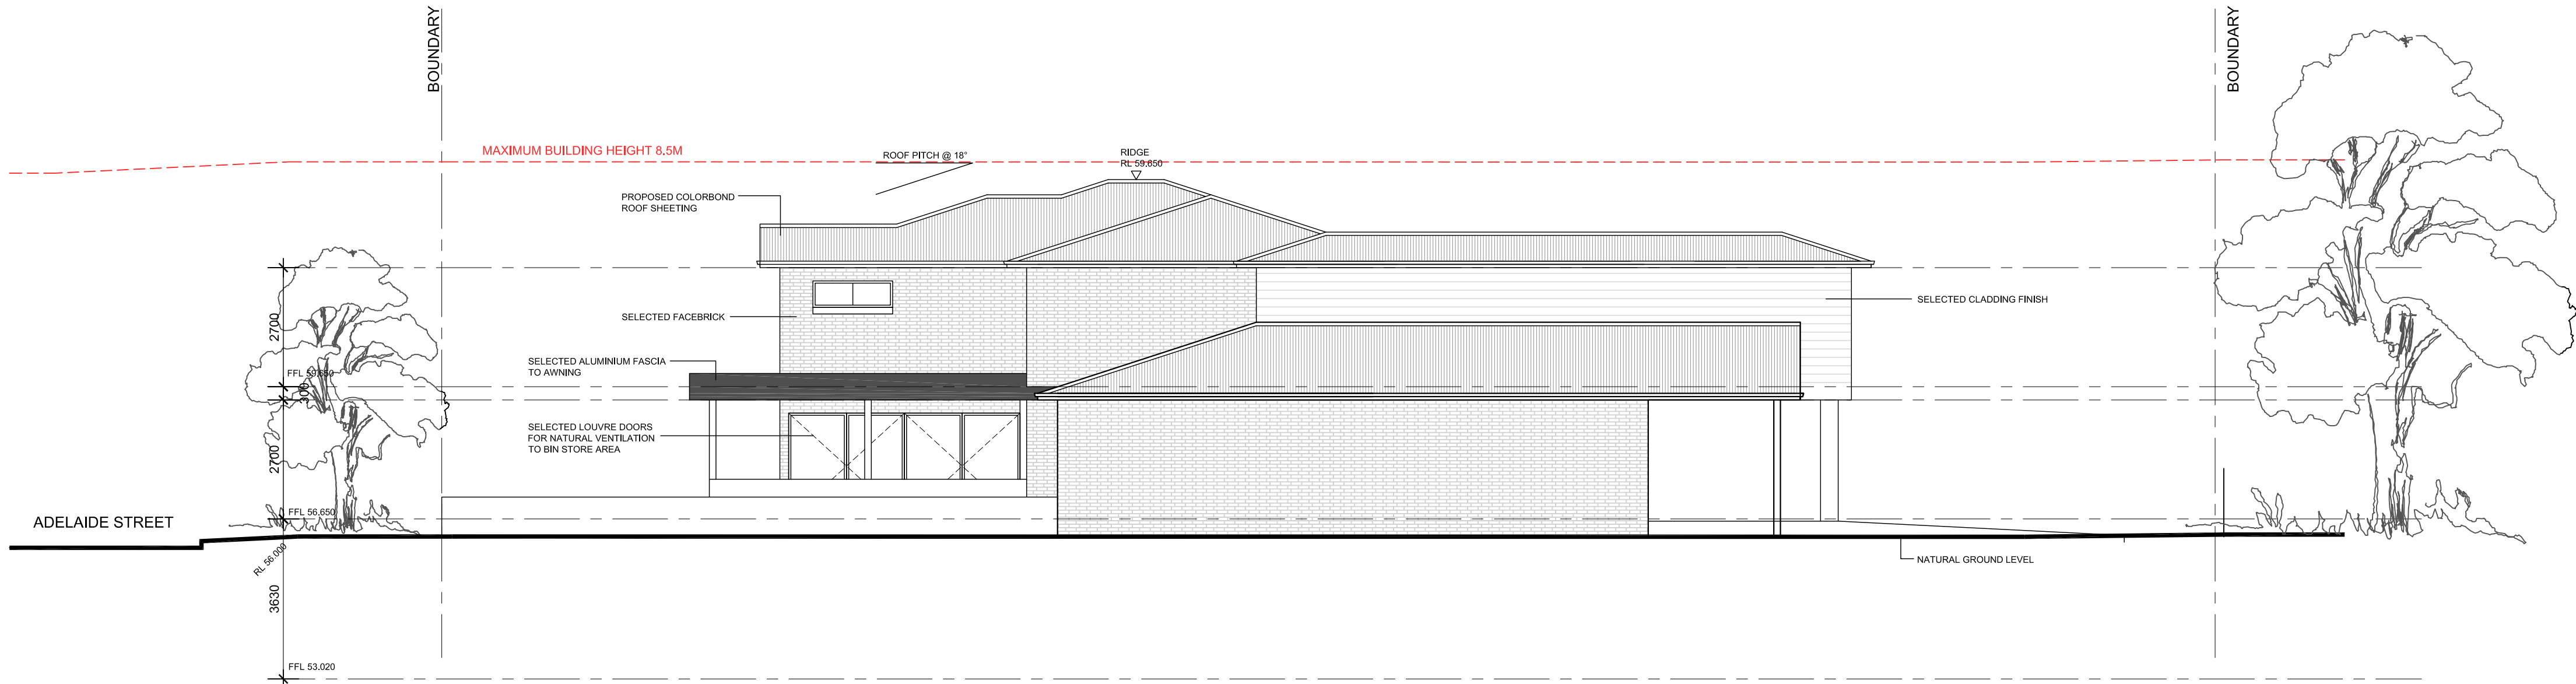 BOUNDARY
BOUNDARY
MAXIMUM BUILDING HEIGHT 8.5M
ROOF PITCH @ 18°
RIDGE
RL 59.650
PROPOSED COLORBOND
ROOF SHEETING
SELECTED CLADDING FINISH
SELECTED FACEBRICK
2700
SELECTED ALUMINIUM FASCIA
TO AWNING
FFL 59.650
300
SELECTED LOUVRE DOORS
FOR NATURAL VENTILATION
TO BIN STORE AREA
2700
FFL 56.650
ADELAIDE STREET
RL 56.000
NATURAL GROUND LEVEL
3630
FFL 53.020